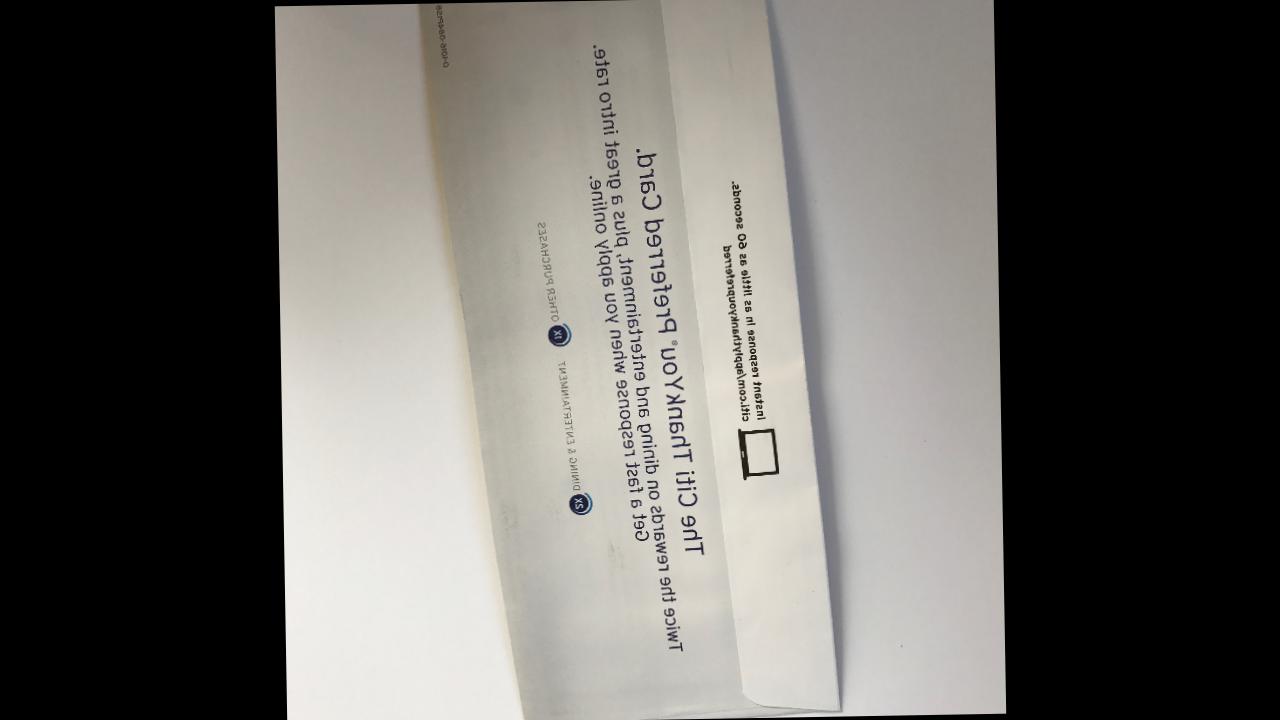 Instant response in as little as 60 seconds.
citi.com/applythankyoupreferred
The Citi ThankYou® Preferred Card.
Twice the rewards on dining and entertainment, plus a great intro rate.
Get a fast response when you apply online.
2X DINING & ENTERTAINMENT 1X OTHER PURCHASES